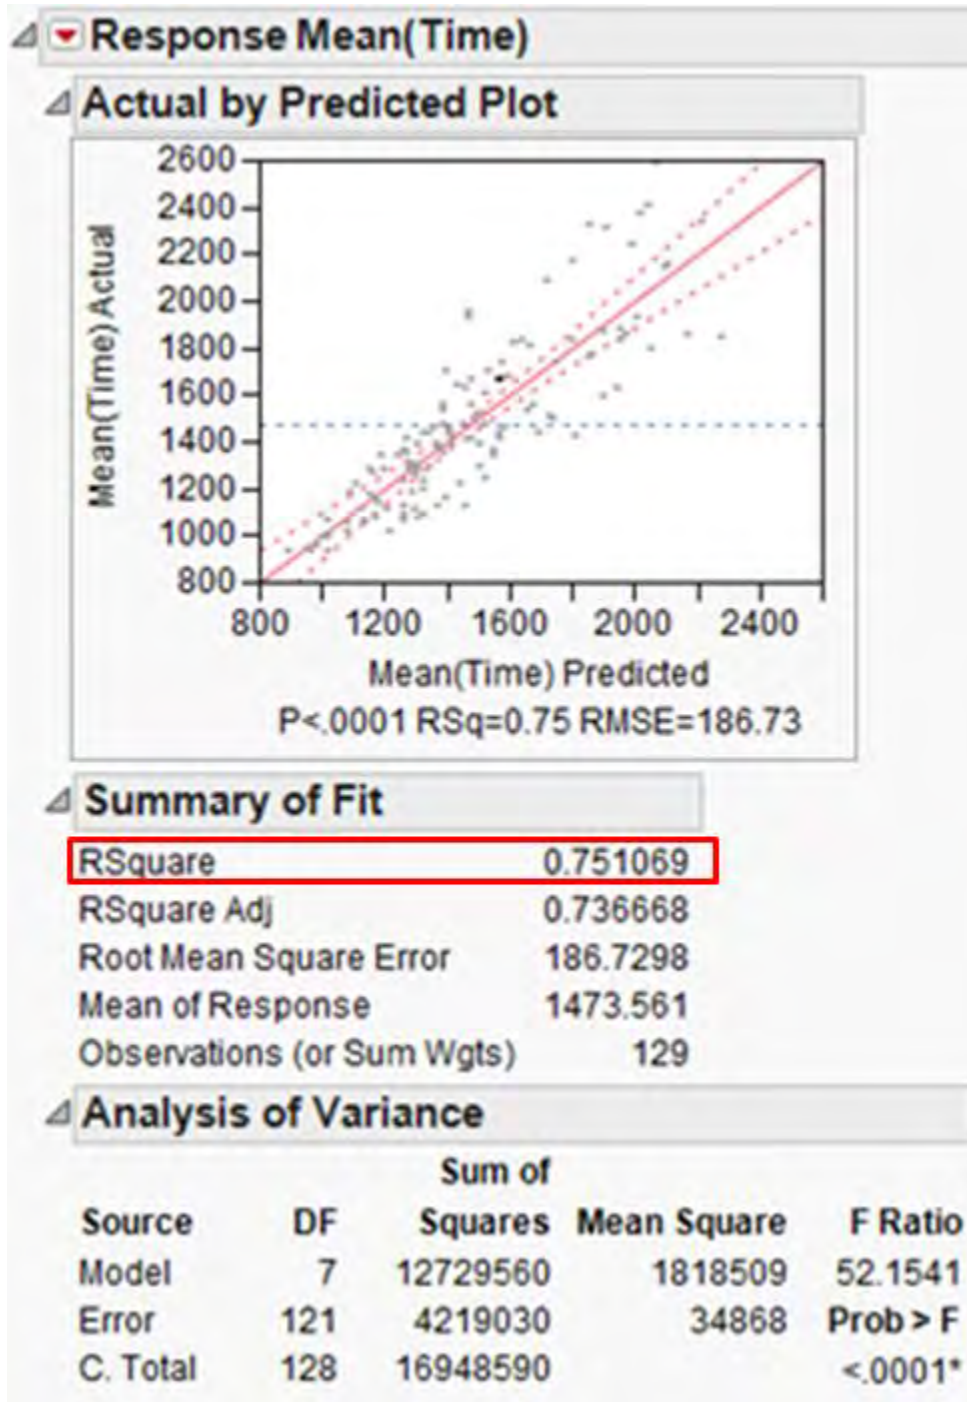 Response Mean(Time)
Actual by Predicted Plot
2600
2400
2200
2000
1800
1600
1400
1200
1000
800
Mean(Time) Actual
800 1200 1600 2000 2400
Mean(Time) Predicted
P<.0001 RSq=0.75 RMSE=186.73
Summary of Fit
RSquare 0.751069
RSquare Adj 0.736668
Root Mean Square Error 186.7298
Mean of Response 1473.561
Observations (or Sum Wgts) 129
Analysis of Variance
Sum of
Source DF Squares Mean Square F Ratio
Model 7 12729560 1818509 52.1541
Error 121 4219030 34868 Prob > F
C. Total 128 16948590 <.0001*